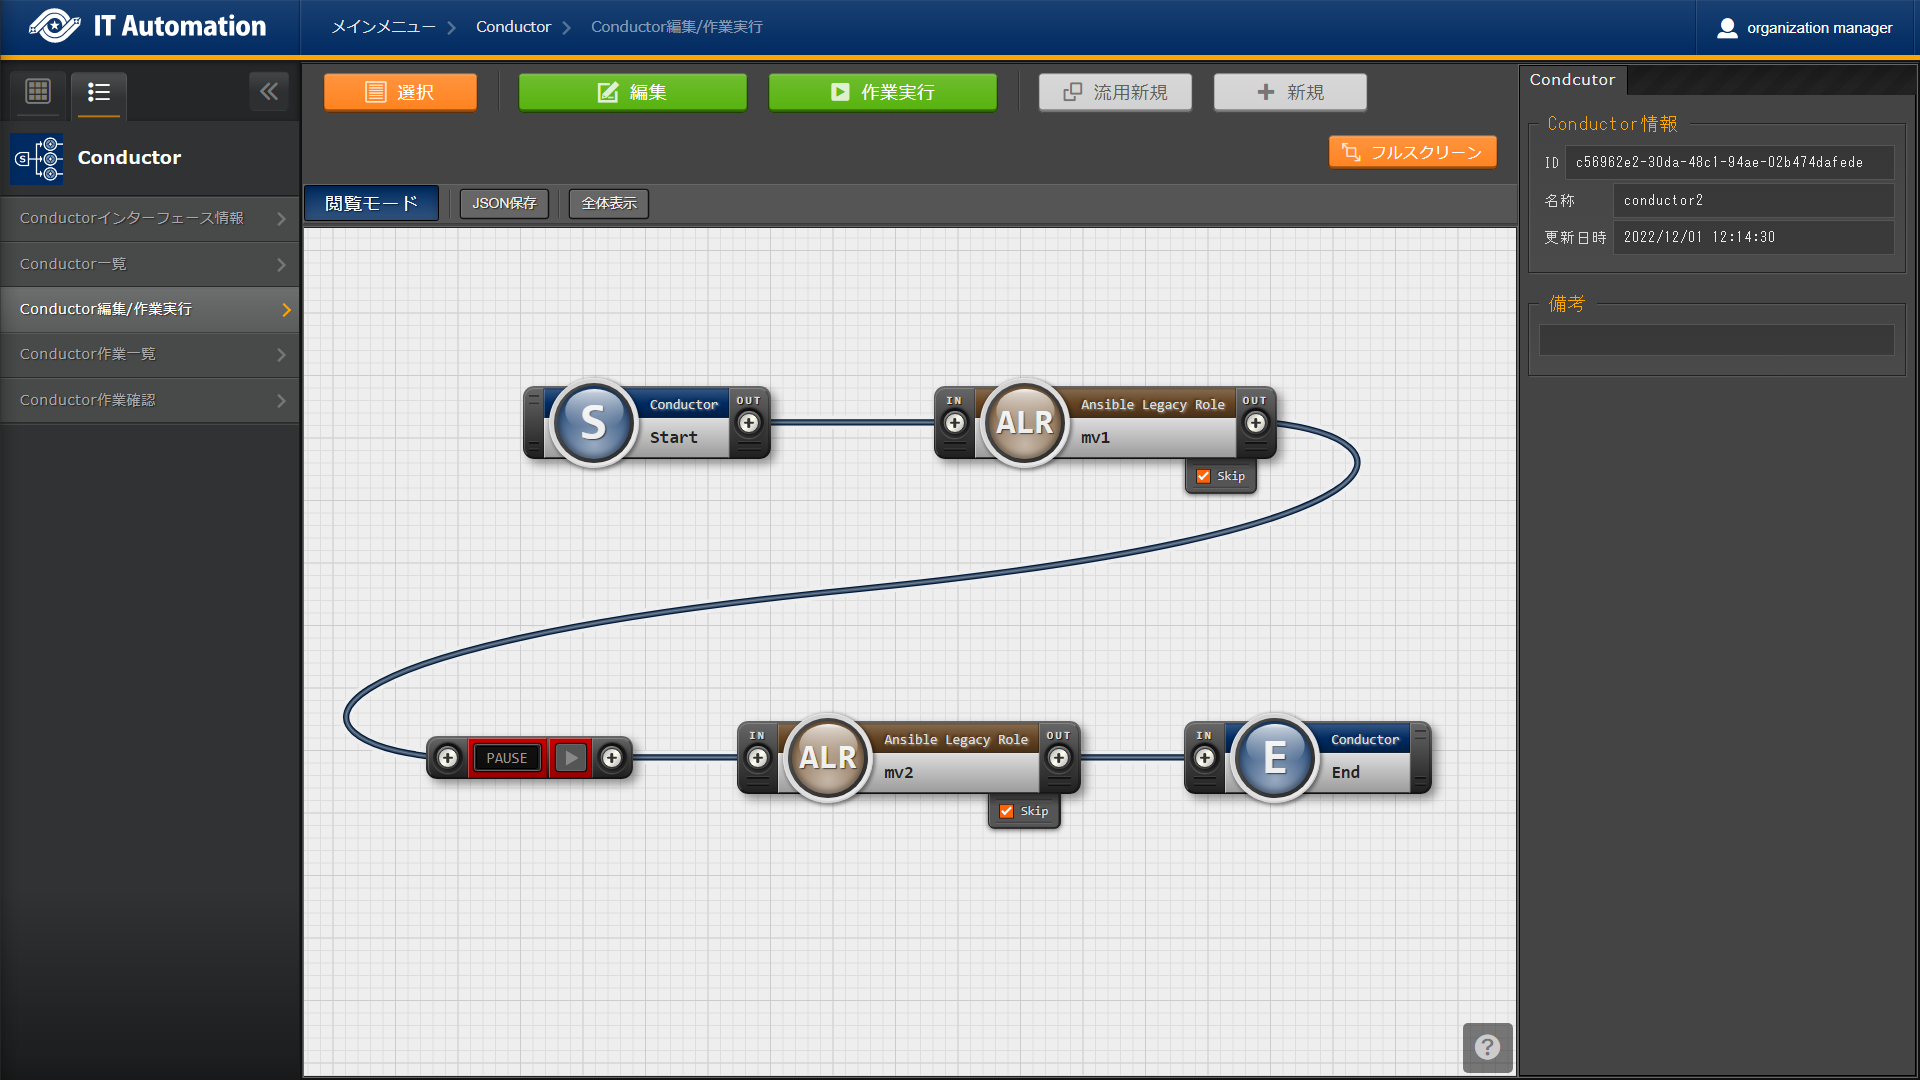 IT Automation
メインメニュー
Conductor
Conductor編集/作業実行
organization manager
Conductor
Conductorインターフェース情報
Conductor一覧
Conductor編集/作業実行
Conductor作業一覧
Conductor作業確認
選択
編集
作業実行
流用新規
新規
フルスクリーン
閲覧モード
JSON保存
全体表示
S
Conductor
Start
OUT
IN
ALR
Ansible Legacy Role
mv1
OUT
Skip
PAUSE
IN
ALR
Ansible Legacy Role
mv2
OUT
Skip
IN
E
Conductor
End
?
Condcutor
Conductor情報
ID c56962e2-30da-48c1-94ae-02b474dafede
名称 conductor2
更新日時 2022/12/01 12:14:30
備考